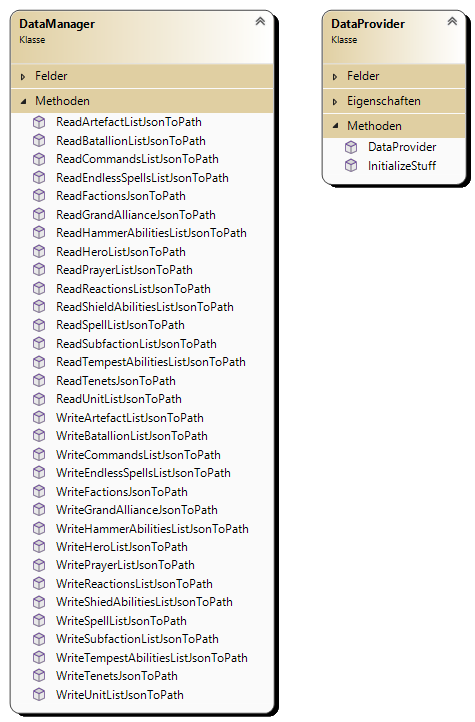 DataManager
Klasse
Felder
Methoden
ReadArtefactListJsonToPath
ReadBatallionListJsonToPath
ReadCommandsListJsonToPath
ReadEndlessSpellsListJsonToPath
ReadFactionsJsonToPath
ReadGrandAllianceJsonToPath
ReadHammerAbilitiesListJsonToPath
ReadHeroListJsonToPath
ReadPrayerListJsonToPath
ReadReactionsListJsonToPath
ReadShieldAbilitiesListJsonToPath
ReadSpellListJsonToPath
ReadSubfactionListJsonToPath
ReadTempestAbilitiesListJsonToPath
ReadTenetsJsonToPath
ReadUnitListJsonToPath
WriteArtefactListJsonToPath
WriteBatallionListJsonToPath
WriteCommandsListJsonToPath
WriteEndlessSpellsListJsonToPath
WriteFactionsJsonToPath
WriteGrandAllianceJsonToPath
WriteHammerAbilitiesListJsonToPath
WriteHeroListJsonToPath
WritePrayerListJsonToPath
WriteReactionsListJsonToPath
WriteShiedAbilitiesListJsonToPath
WriteSpellListJsonToPath
WriteSubfactionListJsonToPath
WriteTempestAbilitiesListJsonToPath
WriteTenetsJsonToPath
WriteUnitListJsonToPath
DataProvider
Klasse
Felder
Eigenschaften
Methoden
DataProvider
InitializeStuff